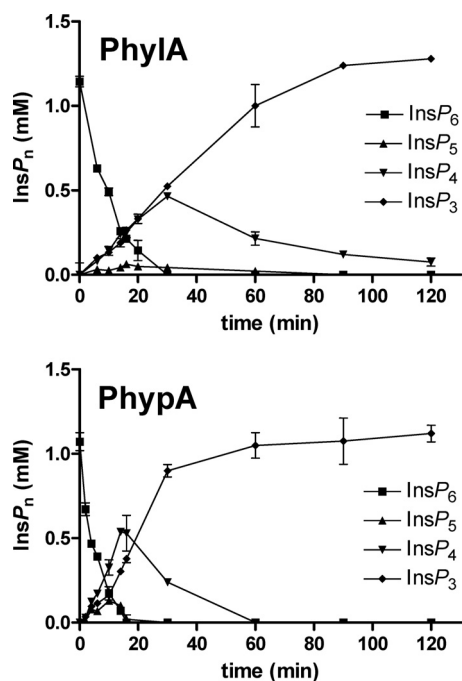 PhylA
1.5
1.0
0.5
0.0
InsPₙ (mM)
InsP₆
InsP₅
InsP₄
InsP₃
0 20 40 60 80 100 120
time (min)
PhypA
1.5
1.0
0.5
0.0
InsPₙ (mM)
InsP₆
InsP₅
InsP₄
InsP₃
0 20 40 60 80 100 120
time (min)